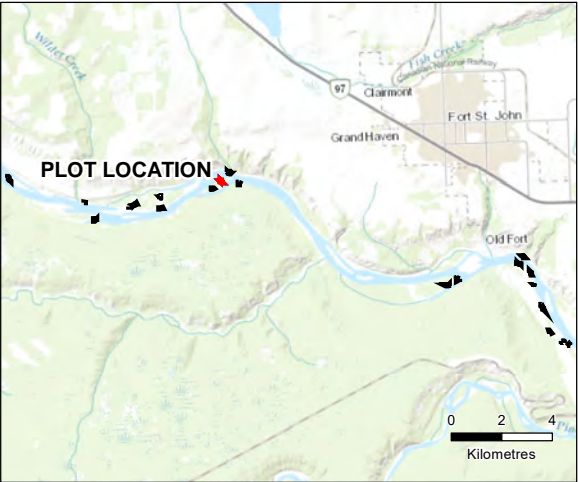 Wilder Creek
Fish Creek
Canadian National Railway
97
Clairmont
Fort St. John
Grand Haven
PLOT LOCATION
Old Fort
0 2 4
Kilometres